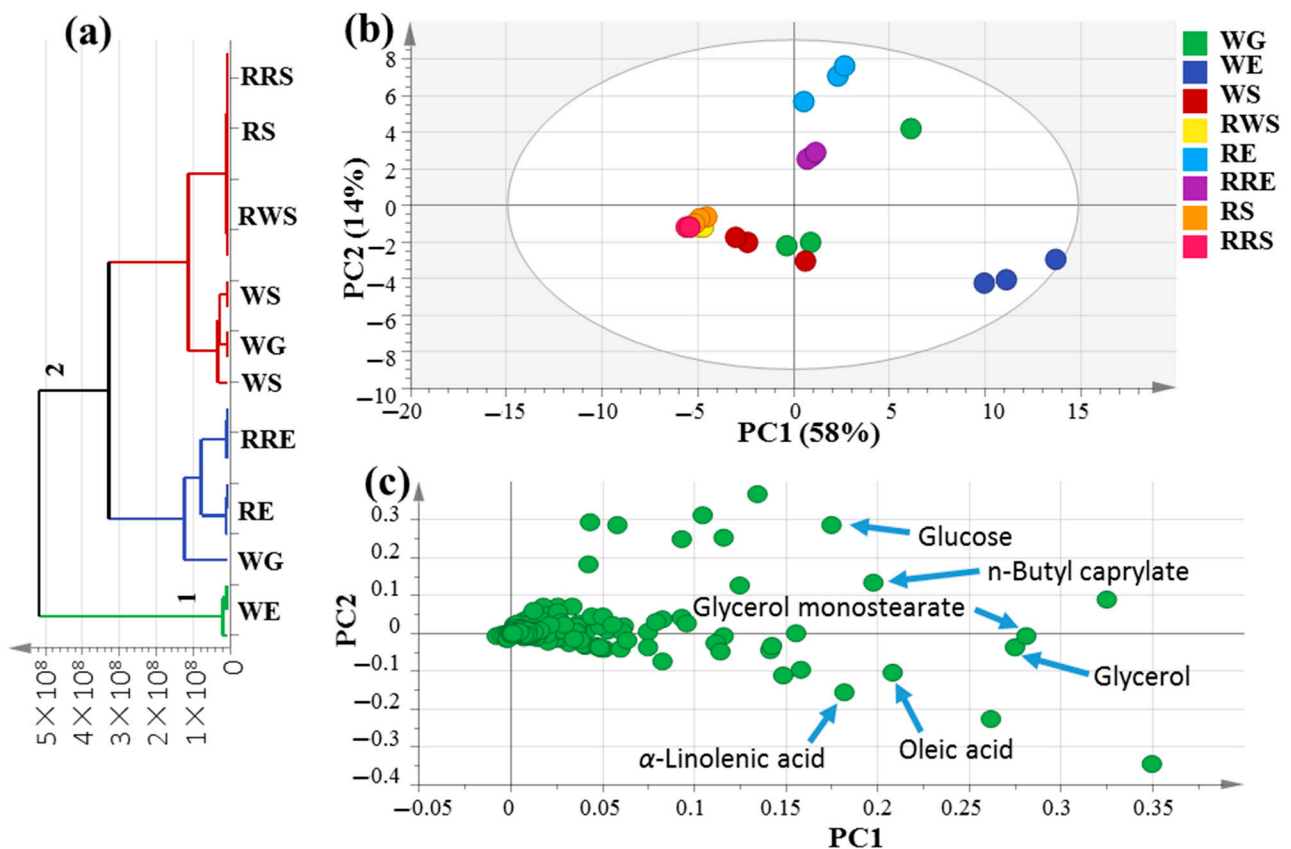 (a)
RRS
RS
RWS
WS
WG
WS
RRE
RE
WG
WE
2
1
5×10⁸
4×10⁸
3×10⁸
2×10⁸
1×10⁸
0
(b)
8
6
4
2
0
−2
−4
−6
−8
−10
PC2 (14%)
−20
−15
−10
−5
0
5
10
15
PC1 (58%)
WG
WE
WS
RWS
RE
RRE
RS
RRS
(c)
0.3
0.2
0.1
0
−0.1
−0.2
−0.3
−0.4
PC2
Glucose
n-Butyl caprylate
Glycerol monostearate
Glycerol
Oleic acid
α-Linolenic acid
−0.05
0
0.05
0.1
0.15
0.2
0.25
0.3
0.35
PC1